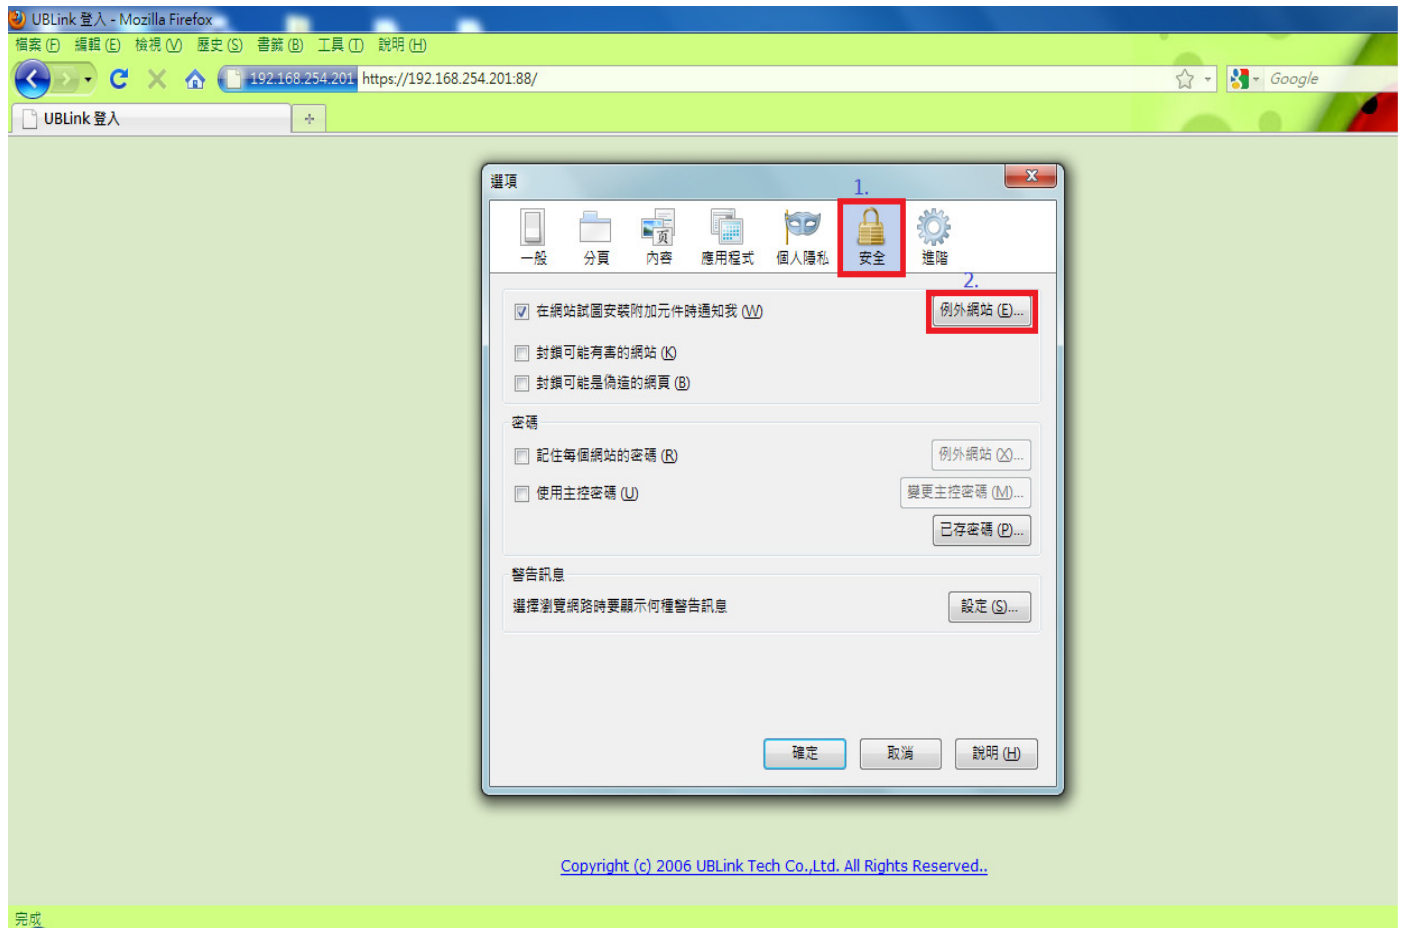 UBLink 登入 - Mozilla Firefox
檔案(F) 編輯(E) 檢視(V) 歷史(S) 書籤(B) 工具(T) 說明(H)
192.168.254.201 https://192.168.254.201:88/ Google
UBLink 登入
選項
1.
页
一般 分頁 內容 應用程式 個人隱私 安全 進階
2.
在網站試圖安裝附加元件時通知我 (W) 例外網站 (E)...
封鎖可能有害的網站 (K)
封鎖可能是偽造的網頁 (B)
密碼
記住每個網站的密碼 (R) 例外網站 (X)...
使用主控密碼 (U) 變更主控密碼 (M)...
已存密碼 (P)...
警告訊息
選擇瀏覽網路時要顯示何種警告訊息 設定 (S)...
確定 取消 說明 (H)
Copyright (c) 2006 UBLink Tech Co.,Ltd. All Rights Reserved..
完成